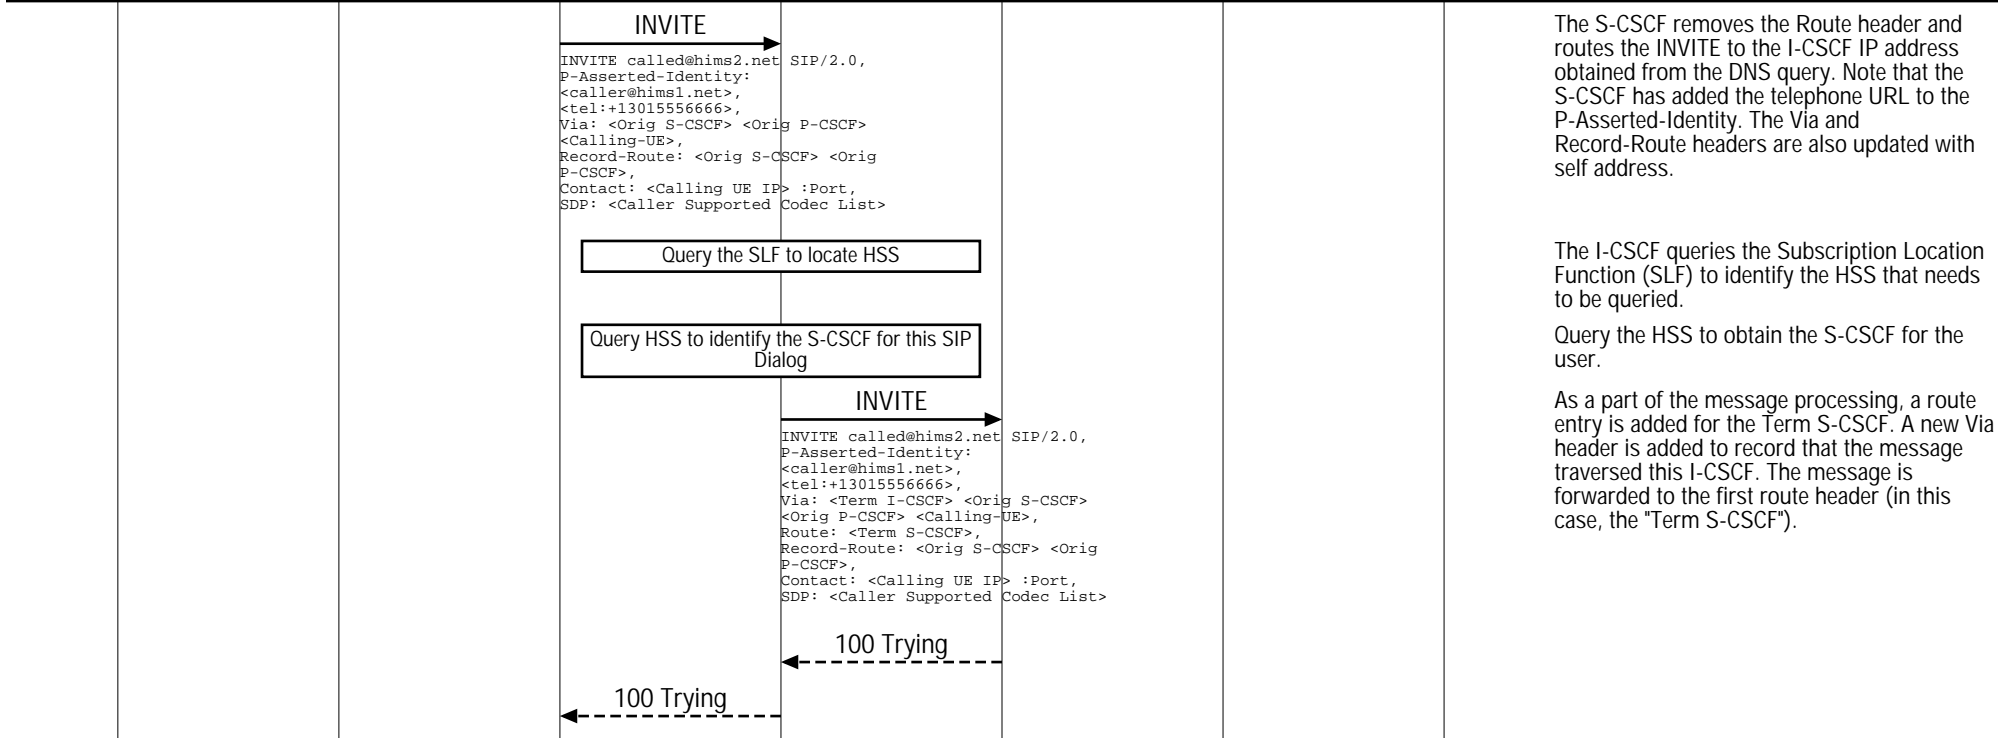 INVITE
INVITE called@hims2.net SIP/2.0,
P-Asserted-Identity:
<caller@hims1.net>,
<tel:+13015556666>,
Via: <Orig S-CSCF> <Orig P-CSCF>
<Calling-UE>,
Record-Route: <Orig S-CSCF> <Orig
P-CSCF>,
Contact: <Calling UE IP> :Port,
SDP: <Caller Supported Codec List>
The S-CSCF removes the Route header and
routes the INVITE to the I-CSCF IP address
obtained from the DNS query. Note that the
S-CSCF has added the telephone URL to the
P-Asserted-Identity. The Via and
Record-Route headers are also updated with
self address.
Query the SLF to locate HSS
The I-CSCF queries the Subscription Location
Function (SLF) to identify the HSS that needs
to be queried.
Query HSS to identify the S-CSCF for this SIP
Dialog
Query the HSS to obtain the S-CSCF for the
user.
INVITE
INVITE called@hims2.net SIP/2.0,
P-Asserted-Identity:
<caller@hims1.net>,
<tel:+13015556666>,
Via: <Term I-CSCF> <Orig S-CSCF>
<Orig P-CSCF> <Calling-UE>,
Route: <Term S-CSCF>,
Record-Route: <Orig S-CSCF> <Orig
P-CSCF>,
Contact: <Calling UE IP> :Port,
SDP: <Caller Supported Codec List>
As a part of the message processing, a route
entry is added for the Term S-CSCF. A new Via
header is added to record that the message
traversed this I-CSCF. The message is
forwarded to the first route header (in this
case, the "Term S-CSCF").
100 Trying
100 Trying